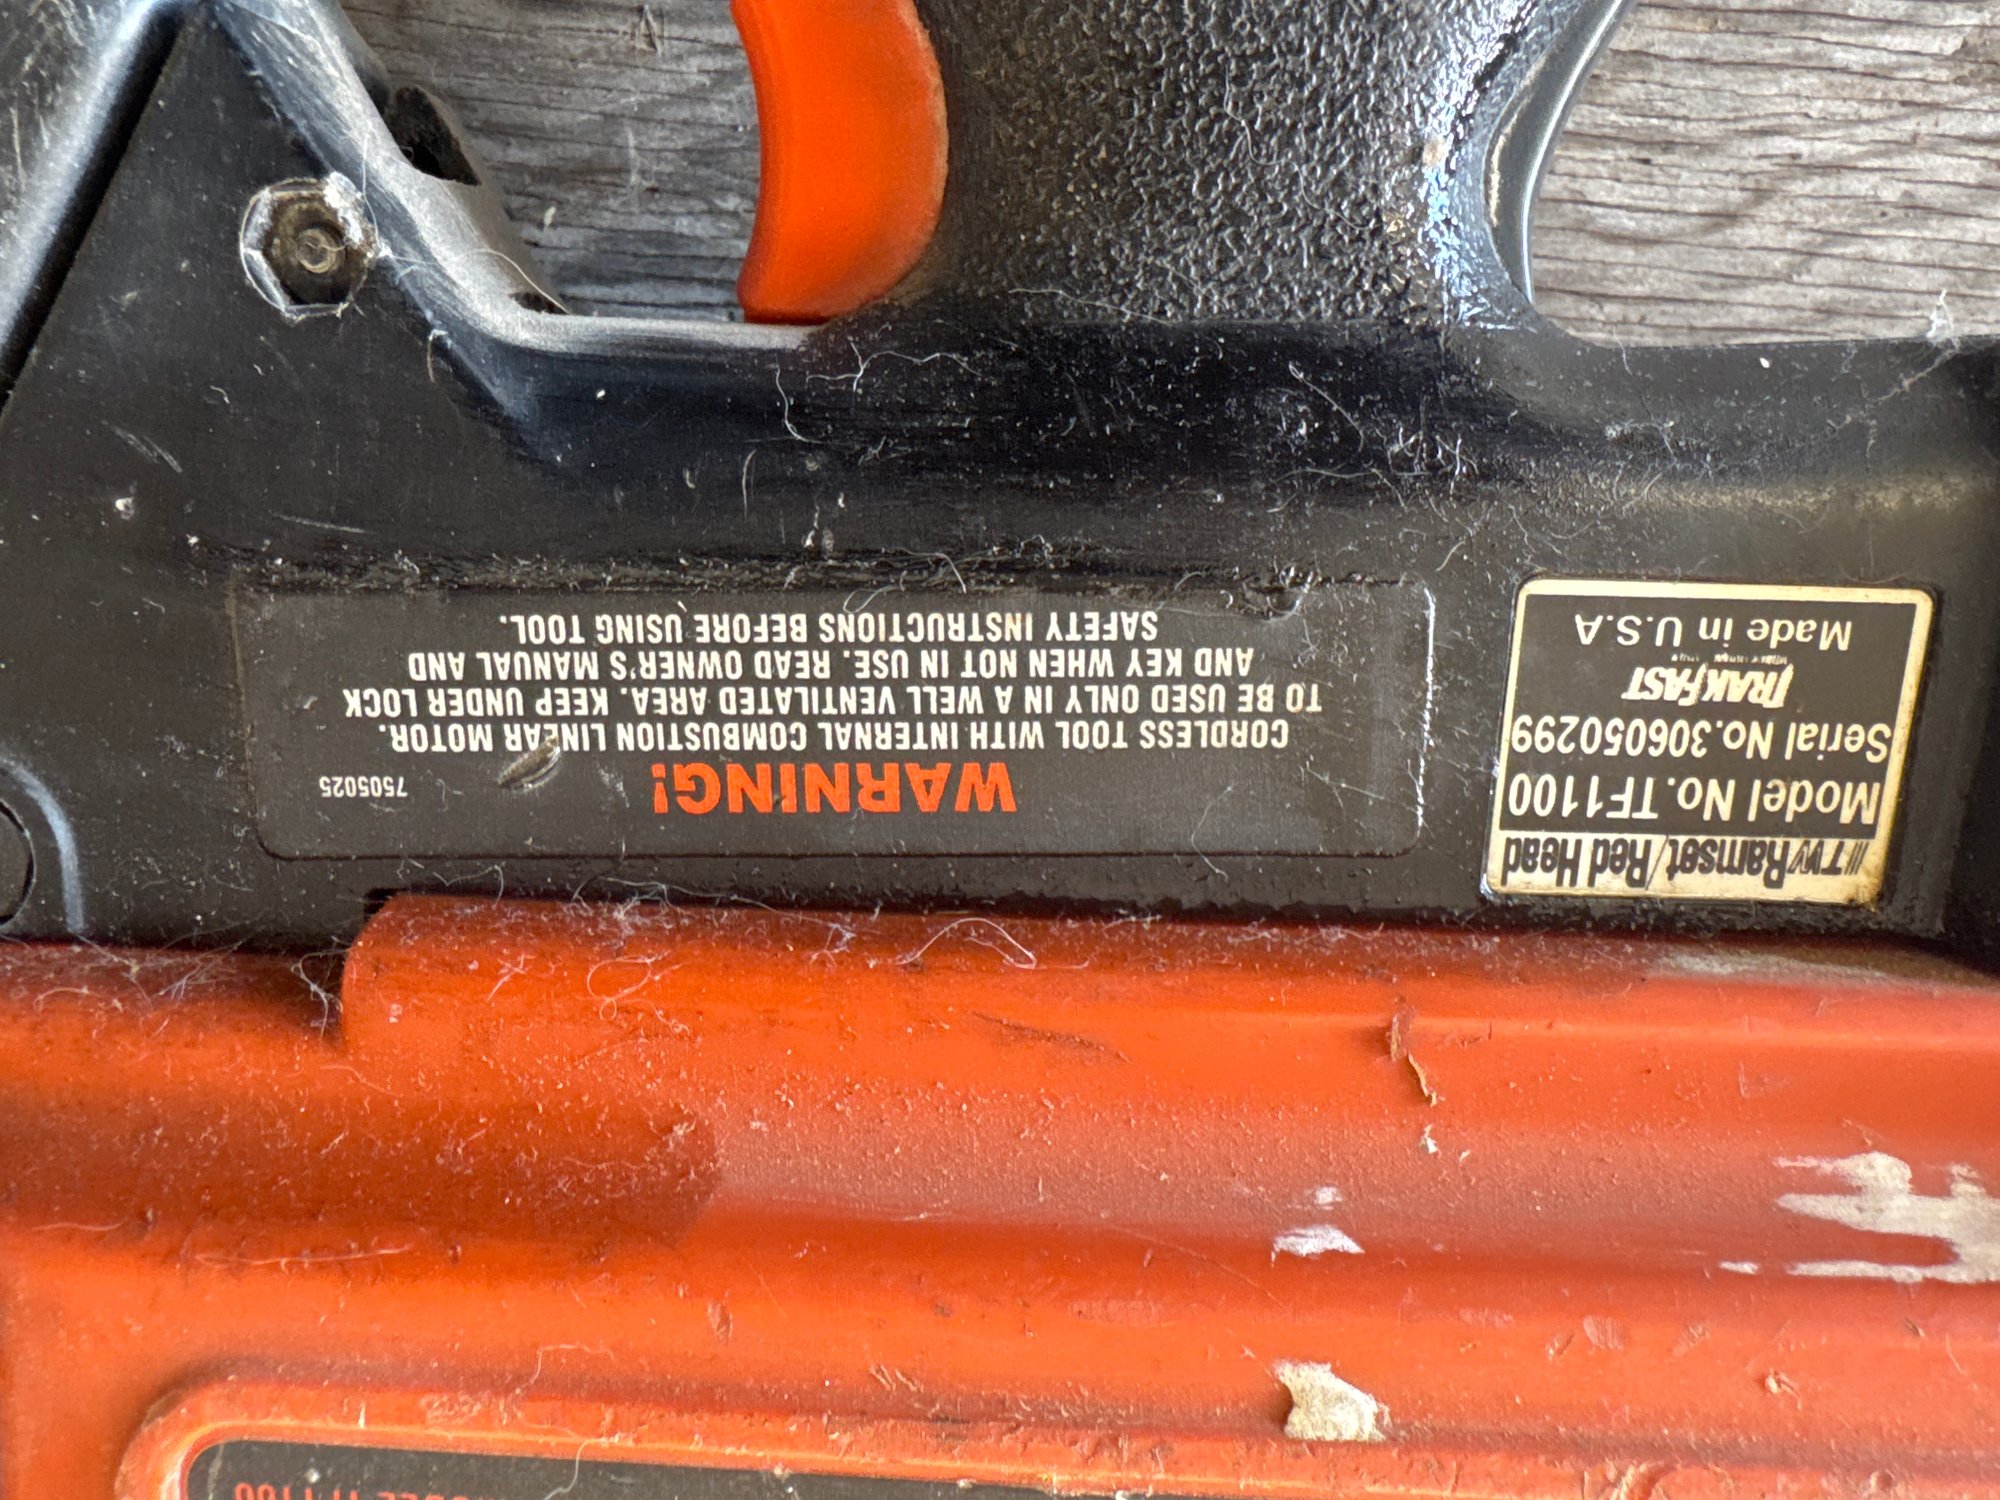 WARNING!
7505025
CORDLESS TOOL WITH INTERNAL COMBUSTION LINEAR MOTOR.
TO BE USED ONLY IN A WELL VENTILATED AREA. KEEP UNDER LOCK
AND KEY WHEN NOT IN USE. READ OWNER'S MANUAL AND
SAFETY INSTRUCTIONS BEFORE USING TOOL.
ITW Ramset/Red Head
Model No. TF1100
Serial No.306050299
TRAKFAST
Made in U.S.A